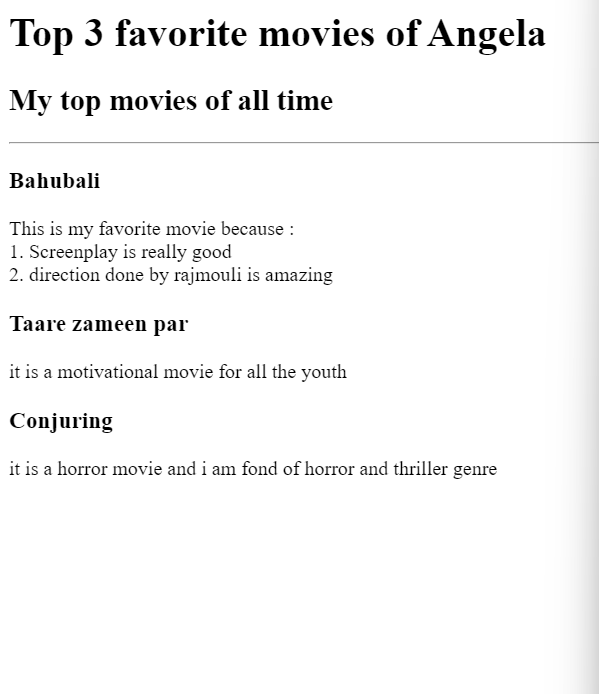 Top 3 favorite movies of Angela
My top movies of all time
Bahubali
This is my favorite movie because :
1. Screenplay is really good
2. direction done by rajmouli is amazing
Taare zameen par
it is a motivational movie for all the youth
Conjuring
it is a horror movie and i am fond of horror and thriller genre